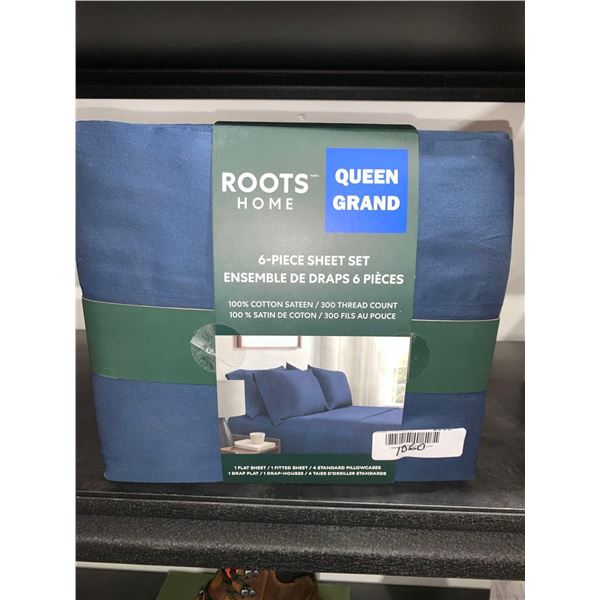 ROOTS
HOME
QUEEN
GRAND
6-PIECE SHEET SET
ENSEMBLE DE DRAPS 6 PIÈCES
100% COTTON SATEEN / 300 THREAD COUNT
100 % SATIN DE COTON / 300 FILS AU POUCE
1060
1 FLAT SHEET / 1 FITTED SHEET / 4 STANDARD PILLOWCASES
1 DRAP PLAT / 1 DRAP-HOUSSE / 4 TAIES D'OREILLER STANDARDS